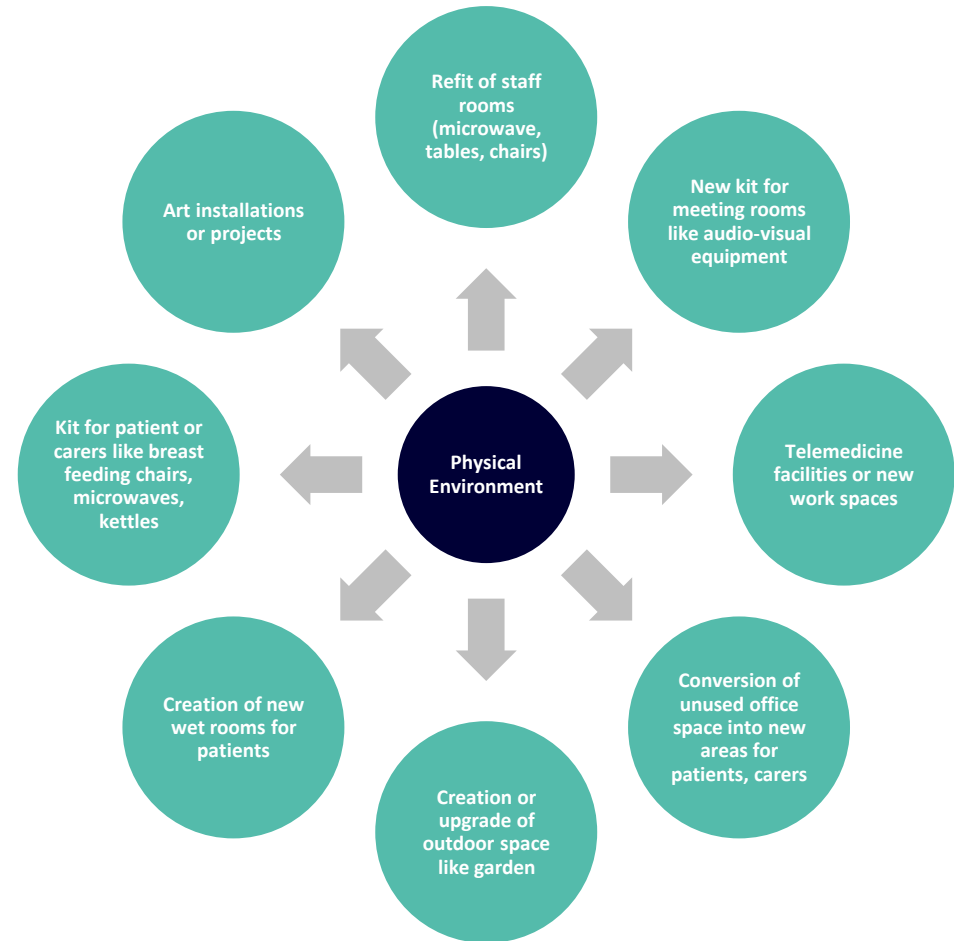 Refit of staff
rooms
(microwave,
tables, chairs)
New kit for
meeting rooms
like audio-visual
equipment
Telemedicine
facilities or new
work spaces
Conversion of
unused office
space into new
areas for
patients, carers
Creation or
upgrade of
outdoor space
like garden
Creation of new
wet rooms for
patients
Kit for patient or
carers like breast
feeding chairs,
microwaves,
kettles
Art installations
or projects
Physical
Environment